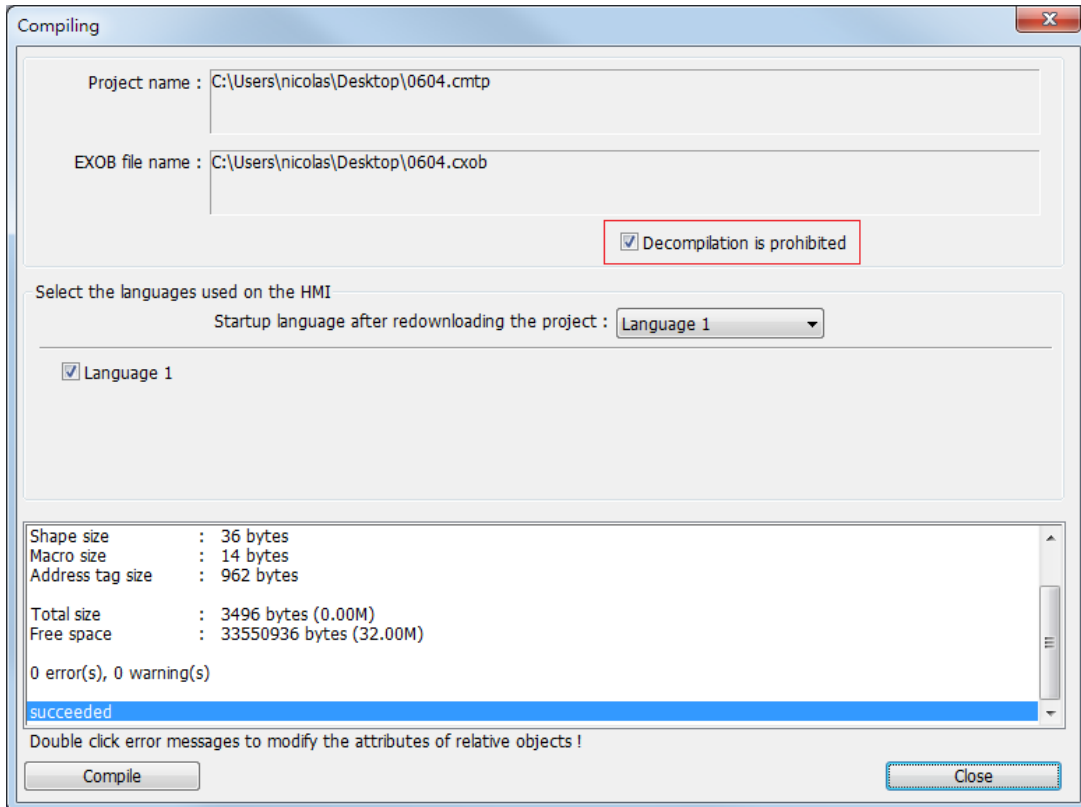 Compiling
Project name : C:\Users\nicolas\Desktop\0604.cmtp
EXOB file name : C:\Users\nicolas\Desktop\0604.cxob
Decompilation is prohibited
Select the languages used on the HMI
Startup language after redownloading the project : Language 1
Language 1
Shape size : 36 bytes
Macro size : 14 bytes
Address tag size : 962 bytes
Total size : 3496 bytes (0.00M)
Free space : 33550936 bytes (32.00M)
0 error(s), 0 warning(s)
succeeded
Double click error messages to modify the attributes of relative objects !
Compile Close